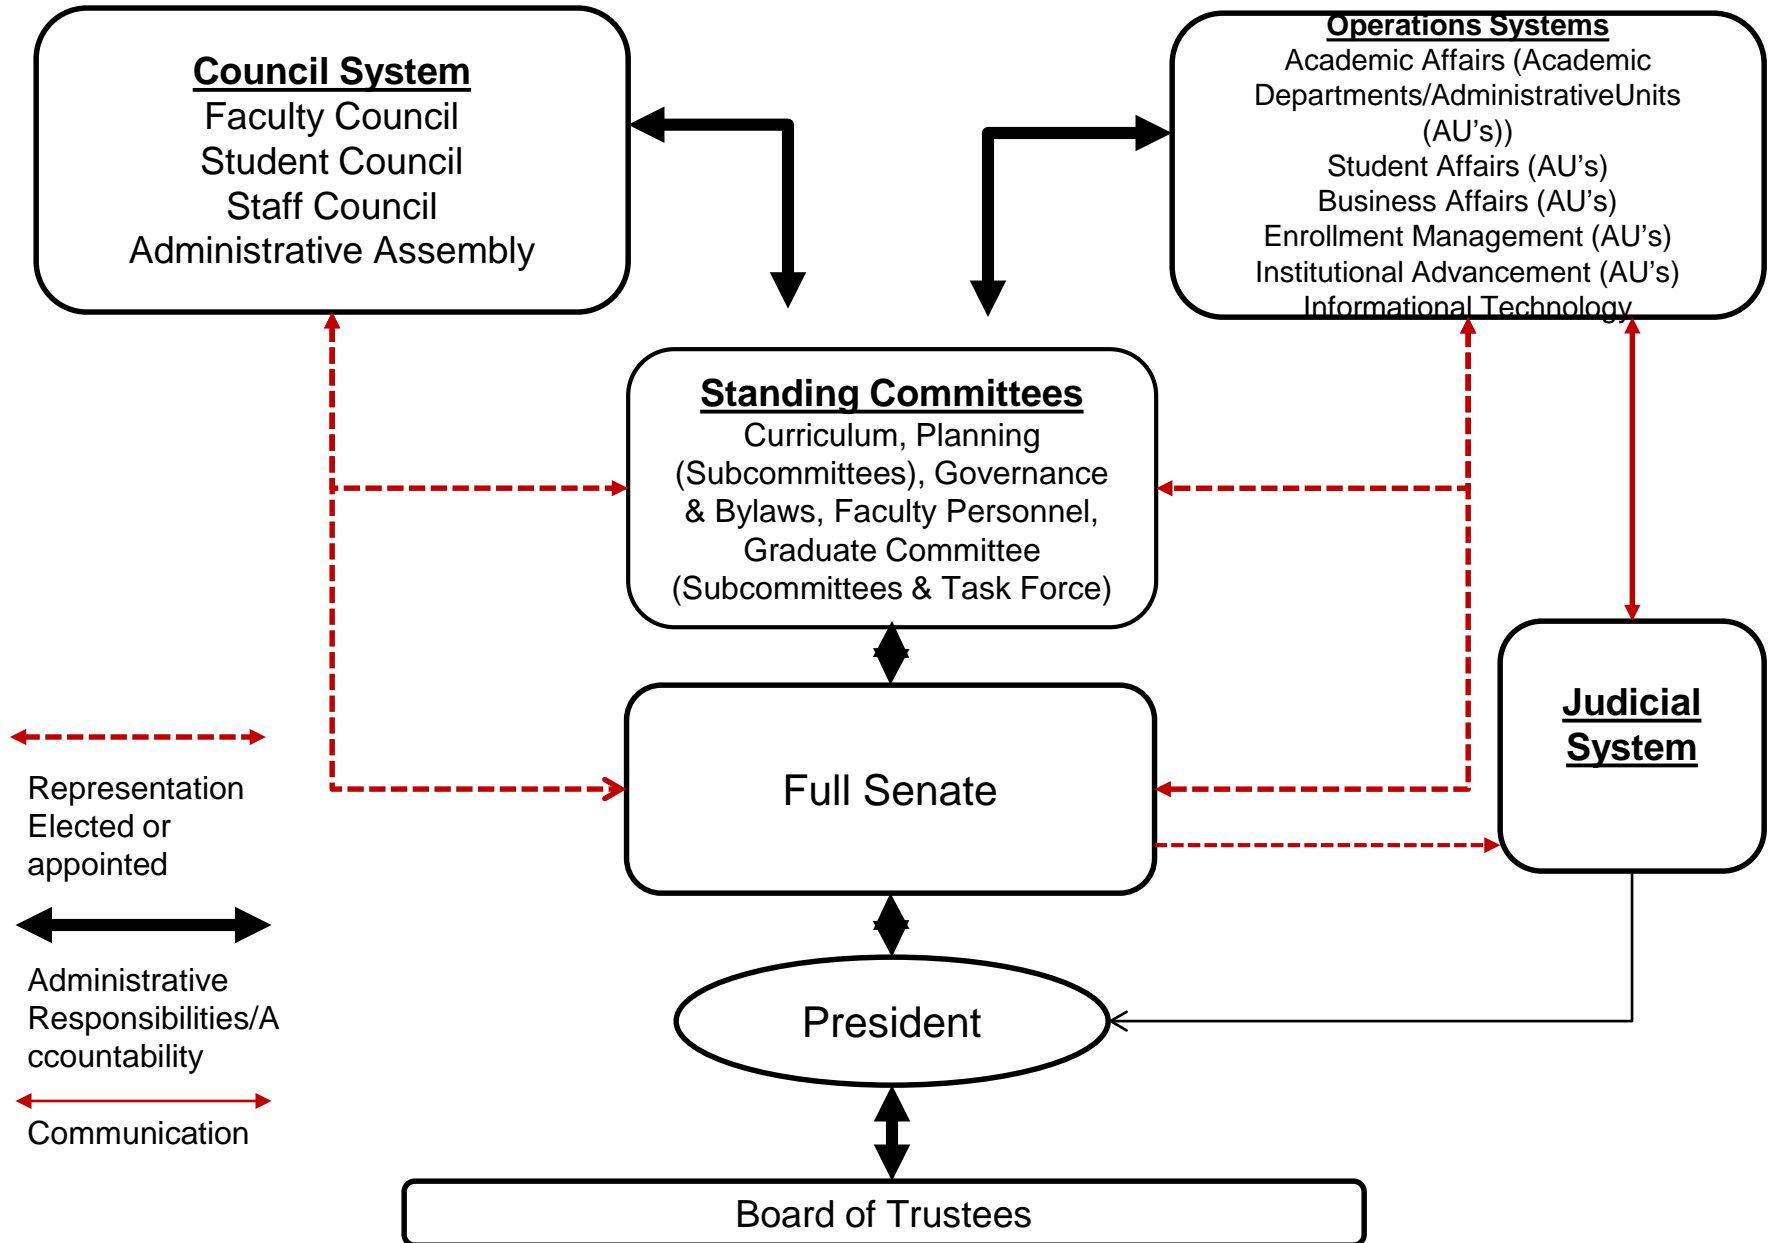 Council System
Faculty Council
Student Council
Staff Council
Administrative Assembly
Operations Systems
Academic Affairs (Academic
Departments/AdministrativeUnits
(AU’s))
Student Affairs (AU’s)
Business Affairs (AU’s)
Enrollment Management (AU’s)
Institutional Advancement (AU’s)
Informational Technology
Standing Committees
Curriculum, Planning
(Subcommittees), Governance
& Bylaws, Faculty Personnel,
Graduate Committee
(Subcommittees & Task Force)
Judicial
System
Full Senate
Representation
Elected or
appointed
Administrative
Responsibilities/A
ccountability
Communication
President
Board of Trustees